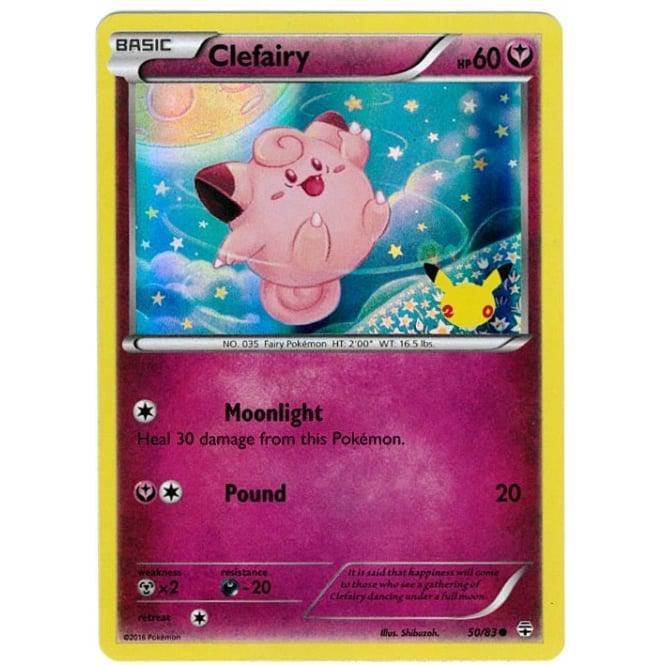 BASIC
Clefairy
HP60
20
NO. 035 Fairy Pokémon HT: 2'00" WT: 16.5 lbs.
Moonlight
Heal 30 damage from this Pokémon.
Pound 20
weakness resistance
×2 -20
It is said that happiness will come
to those who see a gathering of
Clefairy dancing under a full moon.
retreat
©2016 Pokémon Illus. Shibuzoh. 50/83